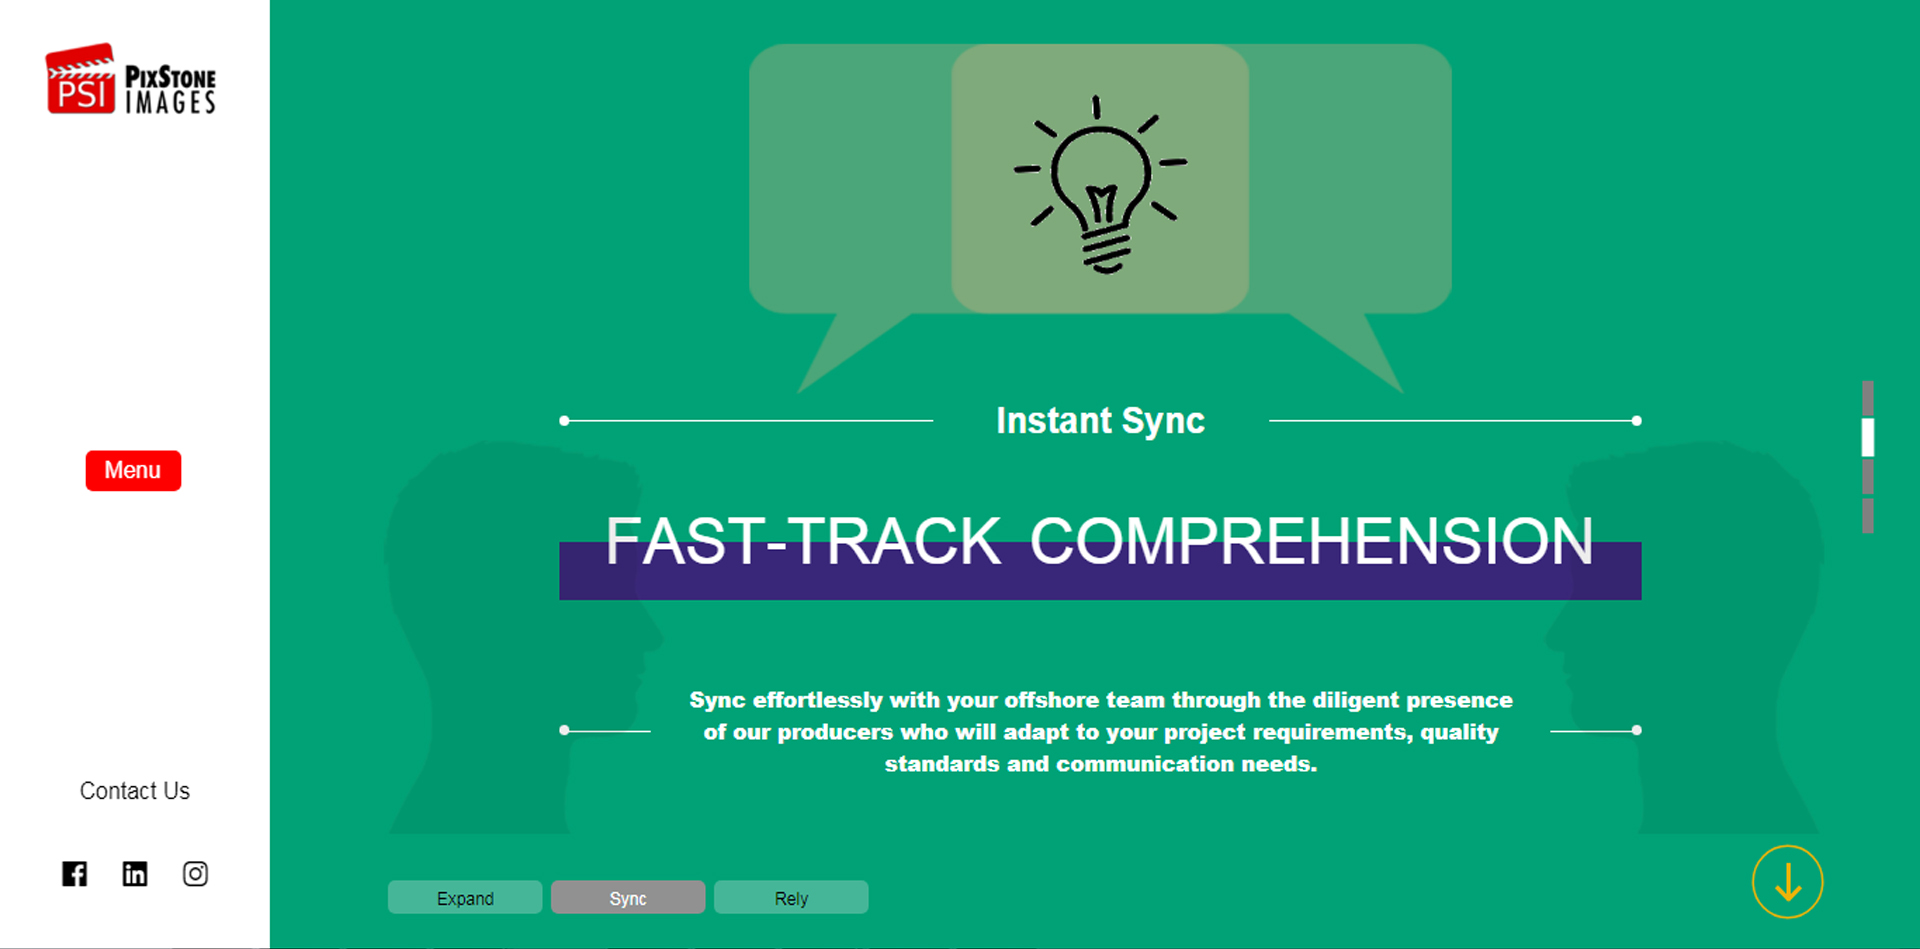 PSI
PIXSTONE
IMAGES
Menu
Contact Us
Instant Sync
FAST-TRACK COMPREHENSION
Sync effortlessly with your offshore team through the diligent presence
of our producers who will adapt to your project requirements, quality
standards and communication needs.
Expand
Sync
Rely